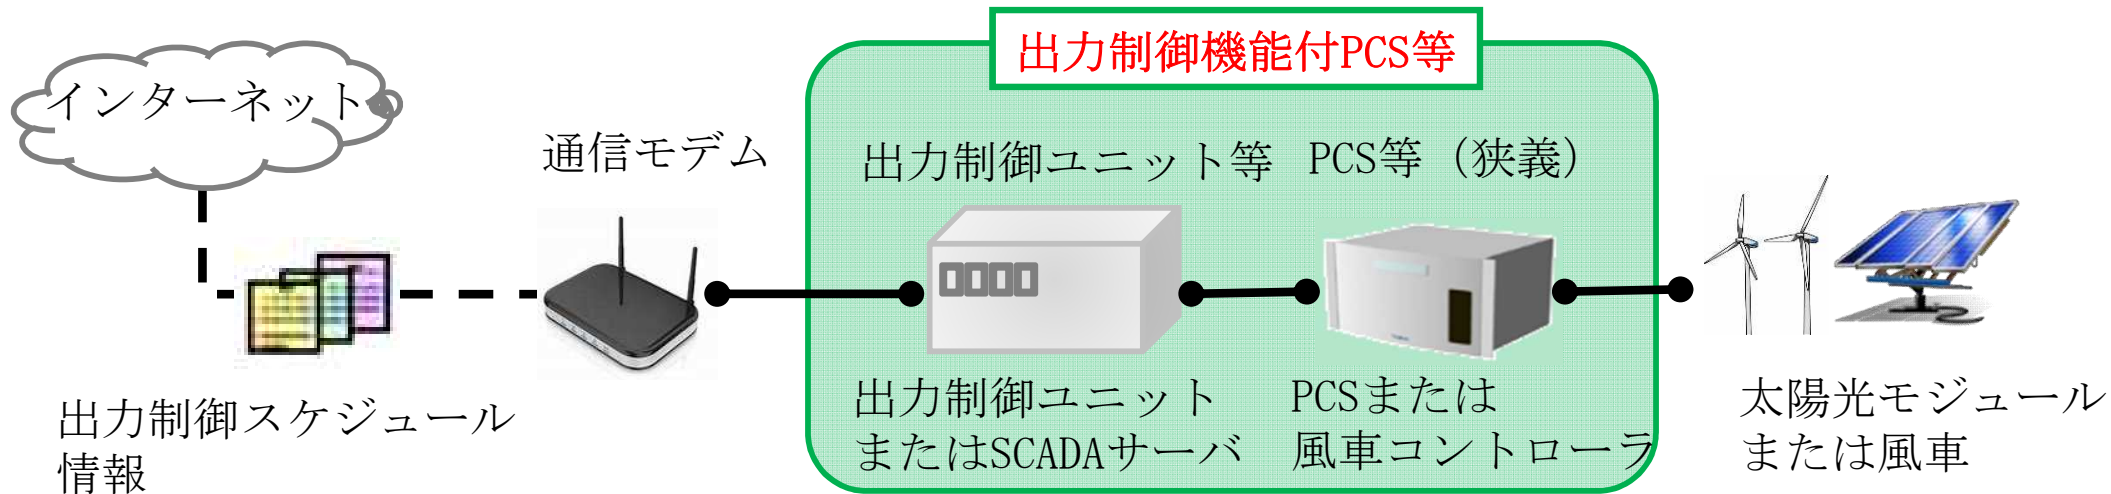 出力制御機能付PCS等
インターネット
通信モデム
出力制御ユニット等
PCS等（狭義）
出力制御スケジュール
情報
出力制御ユニット
またはSCADAサーバ
PCSまたは
風車コントローラ
太陽光モジュール
または風車